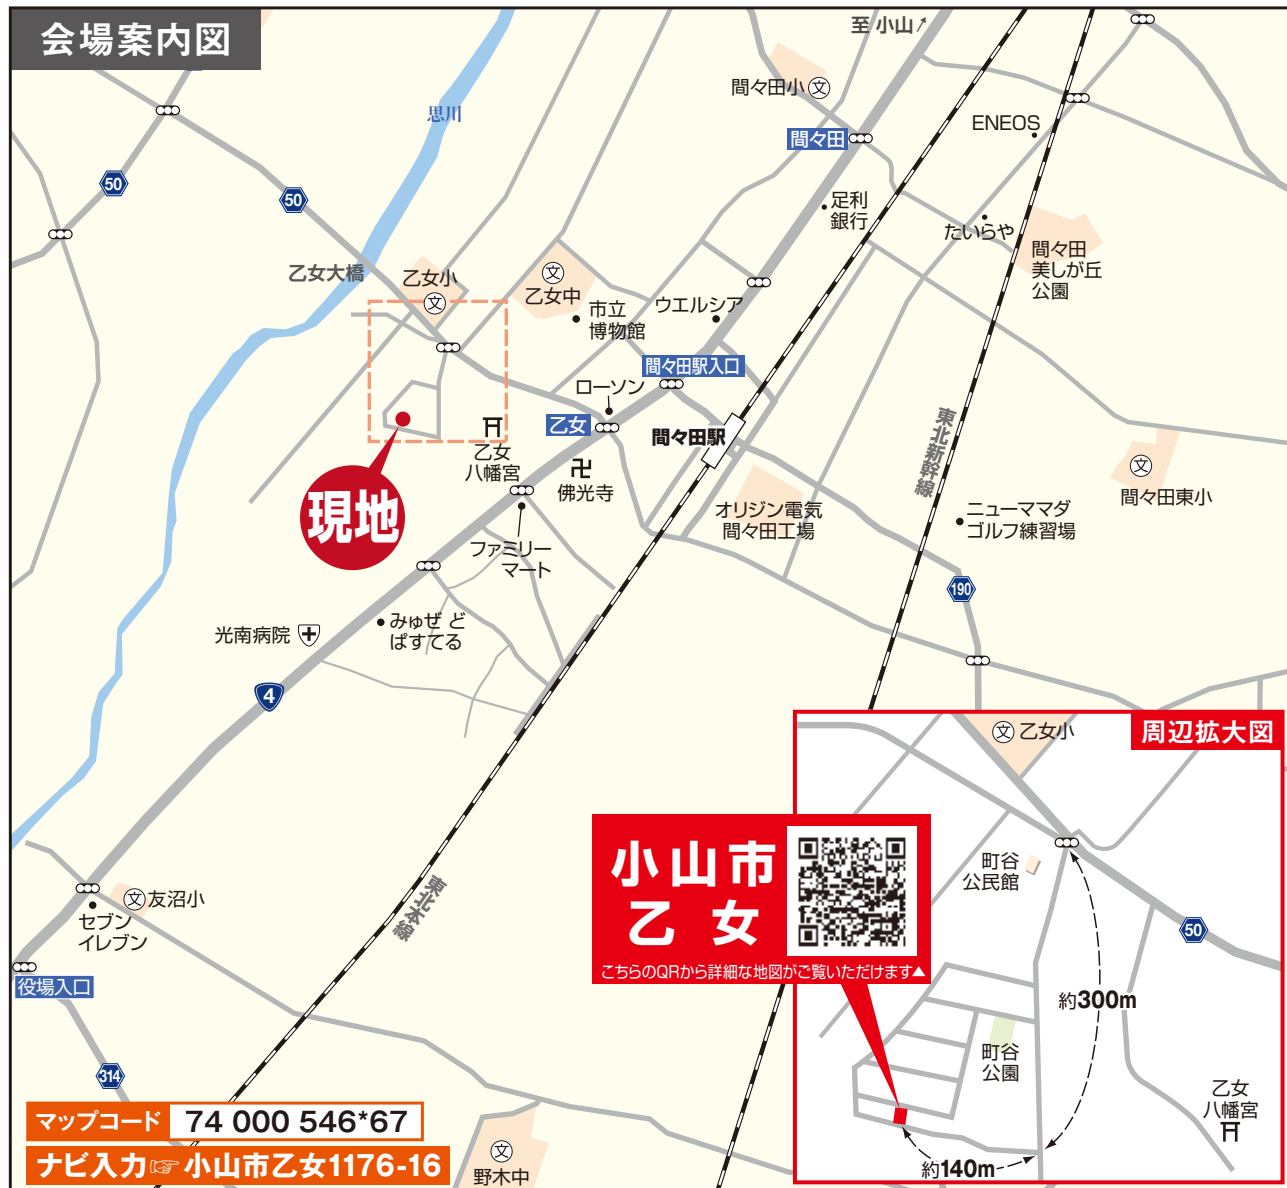 会場案内図
至 小山
思川
間々田小
文
間々田
ENEOS
50
50
足利
銀行
たいらや
間々田
美しが丘
公園
乙女大橋
乙女小
文
文
乙女中
市立
博物館
ウエルシア
間々田駅入口
ローソン
乙女
間々田駅
東北新幹線
乙女
八幡宮
佛光寺
現地
オリジン電気
間々田工場
文
間々田東小
ニューママダ
ゴルフ練習場
ファミリー
マート
190
みゅぜ ど
ぱすてる
光南病院
4
東北本線
文
友沼小
セブン
イレブン
役場入口
314
文
野木中
マップコード 74 000 546*67
ナビ入力☞小山市乙女1176-16
小山市
乙女
こちらのQRから詳細な地図がご覧いただけます▲
周辺拡大図
文
乙女小
町谷
公民館
50
約300m
町谷
公園
乙女
八幡宮
約140m